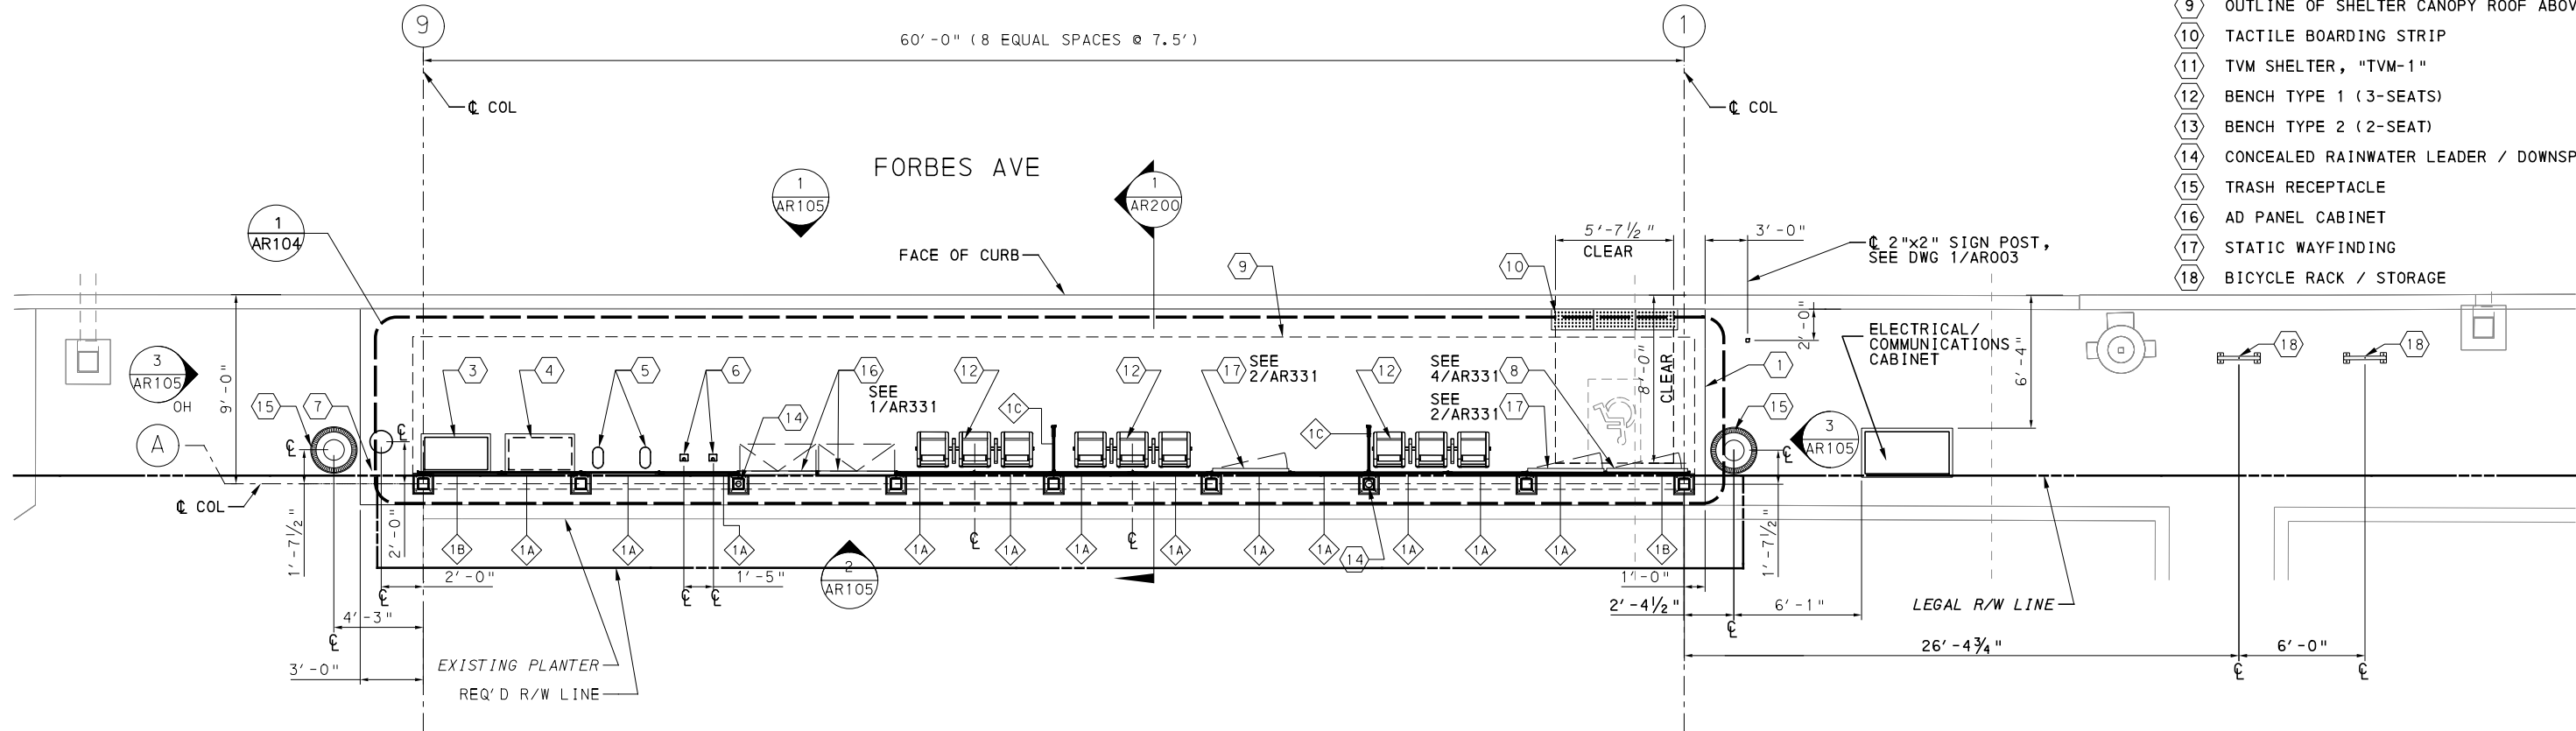 9
1
60'-0" (8 EQUAL SPACES @ 7.5')
℄ COL
℄ COL
FORBES AVE
1
AR105
1
AR200
1
AR104
FACE OF CURB
9
10
5'-7½"
CLEAR
3'-0"
℄ 2"x2" SIGN POST,
SEE DWG 1/AR003
9 OUTLINE OF SHELTER CANOPY ROOF
10 TACTILE BOARDING STRIP
11 TVM SHELTER, "TVM-1"
12 BENCH TYPE 1 (3-SEATS)
13 BENCH TYPE 2 (2-SEAT)
14 CONCEALED RAINWATER LEADER /
15 TRASH RECEPTACLE
16 AD PANEL CABINET
17 STATIC WAYFINDING
18 BICYCLE RACK / STORAGE
3
AR105
OH
9'-0"
15
7
A
℄
℄
℄ COL
3
4
5
6
14
16
SEE
1/AR331
12
1C
12
17
SEE
2/AR331
1C
12
SEE
4/AR331
8
SEE
2/AR331
17
8'-0"
CLEAR
2'-0"
1
15
3
AR105
℄
ELECTRICAL/
COMMUNICATIONS
CABINET
6'-4"
18
18
1'-7½"
2'-0"
1B
1A
1A
1A
1A
℄
1A
1A
℄
1A
1A
1A
14
1A
1A
1A
1B
1'-7½"
2
AR105
2'-0"
1'-5"
℄
℄
℄
4'-3"
℄
3'-0"
1'-0"
2'-4½"
6'-1"
℄
LEGAL R/W LINE
26'-4¾"
6'-0"
℄
℄
EXISTING PLANTER
REQ'D R/W LINE